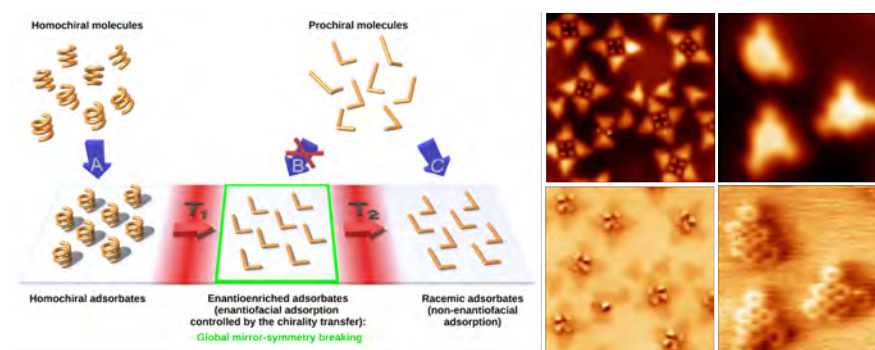 Homochiral molecules
Prochiral molecules
A
B
C
T1
T2
Homochiral adsorbates
Enantioenriched adsorbates
(enantiofacial adsorption
controlled by the chirality transfer):
Global mirror-symmetry breaking
Racemic adsorbates
(non-enantiofacial
adsorption)